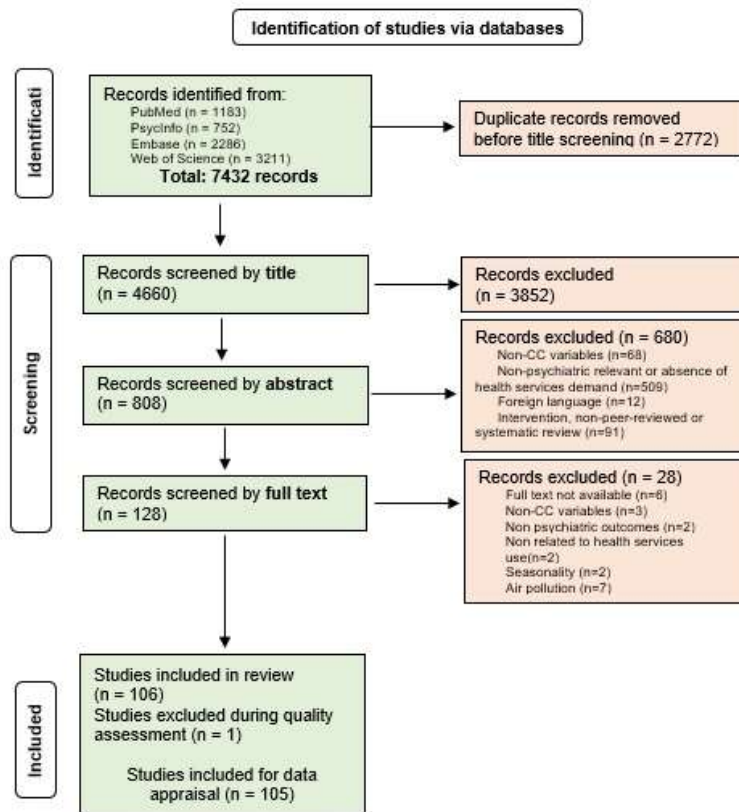 Identification of studies via databases
Identificati
Records identified from:
PubMed (n = 1183)
PsycInfo (n = 752)
Embase (n = 2286)
Web of Science (n = 3211)
Total: 7432 records
Duplicate records removed
before title screening (n = 2772)
Screening
Records screened by title
(n = 4660)
Records excluded
(n = 3852)
Records screened by abstract
(n = 808)
Records excluded (n = 680)
Non-CC variables (n=68)
Non-psychiatric relevant or absence of
health services demand (n=509)
Foreign language (n=12)
Intervention, non-peer-reviewed or
systematic review (n=91)
Records screened by full text
(n = 128)
Records excluded (n = 28)
Full text not available (n=6)
Non-CC variables (n=3)
Non psychiatric outcomes (n=2)
Non related to health services
use(n=2)
Seasonality (n=2)
Air pollution (n=7)
Included
Studies included in review
(n = 106)
Studies excluded during quality
assessment (n = 1)
Studies included for data
appraisal (n = 105)